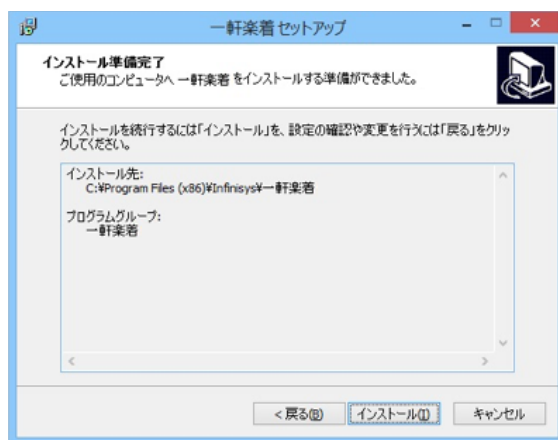 一軒楽着 セットアップ
インストール準備完了
ご使用のコンピュータへ 一軒楽着 をインストールする準備ができました。
インストールを続行するには「インストール」を、設定の確認や変更を行うには「戻る」をクリッ
クしてください。
インストール先:
C:¥Program Files (x86)¥Infinisys¥一軒楽着
プログラムグループ:
一軒楽着
< 戻る(B)
インストール(I)
キャンセル